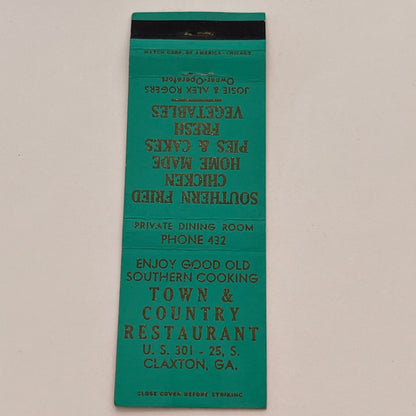 MATCH CORP. OF AMERICA - CHICAGO
SOUTHERN FRIED
CHICKEN
HOME MADE
PIES & CAKES
FRESH
VEGETABLES
JOSIE & ALEX ROGERS
Owner-Operators
PRIVATE DINING ROOM
PHONE 432
ENJOY GOOD OLD
SOUTHERN COOKING
TOWN &
COUNTRY
RESTAURANT
U. S. 301 - 25, S.
CLAXTON, GA.
CLOSE COVER BEFORE STRIKING